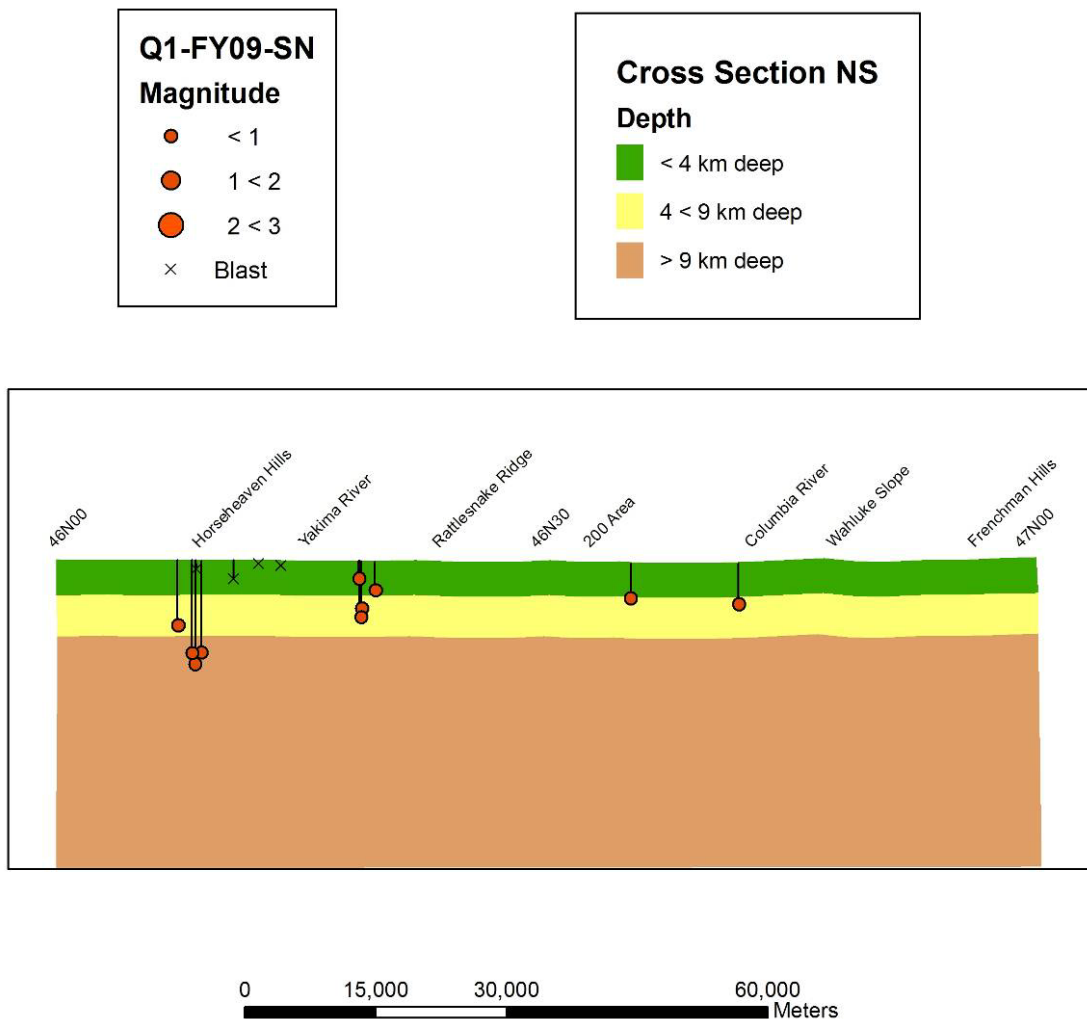 Q1-FY09-SN
Magnitude
< 1
1 < 2
2 < 3
Blast
Cross Section NS
Depth
< 4 km deep
4 < 9 km deep
> 9 km deep
46N00
Horseheaven Hills
Yakima River
Rattlesnake Ridge
46N30
200 Area
Columbia River
Wahluke Slope
Frenchman Hills
47N00
0 15,000 30,000 60,000
Meters